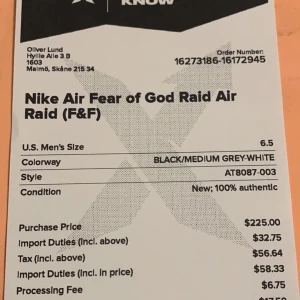 KNOW
Oliver Lund
Hyllie Alle 3 B
1603
Malmö, Skåne 215 34
Order Number:
16273186-16172945
Nike Air Fear of God Raid Air
Raid (F&F)
U.S. Men's Size 6.5
Colorway BLACK/MEDIUM GREY-WHITE
Style AT8087-003
Condition New; 100% authentic
Purchase Price $225.00
Import Duties (incl. above) $32.75
Tax (incl. above) $56.64
Import Duties (incl. in price) $58.33
Processing Fee $6.75